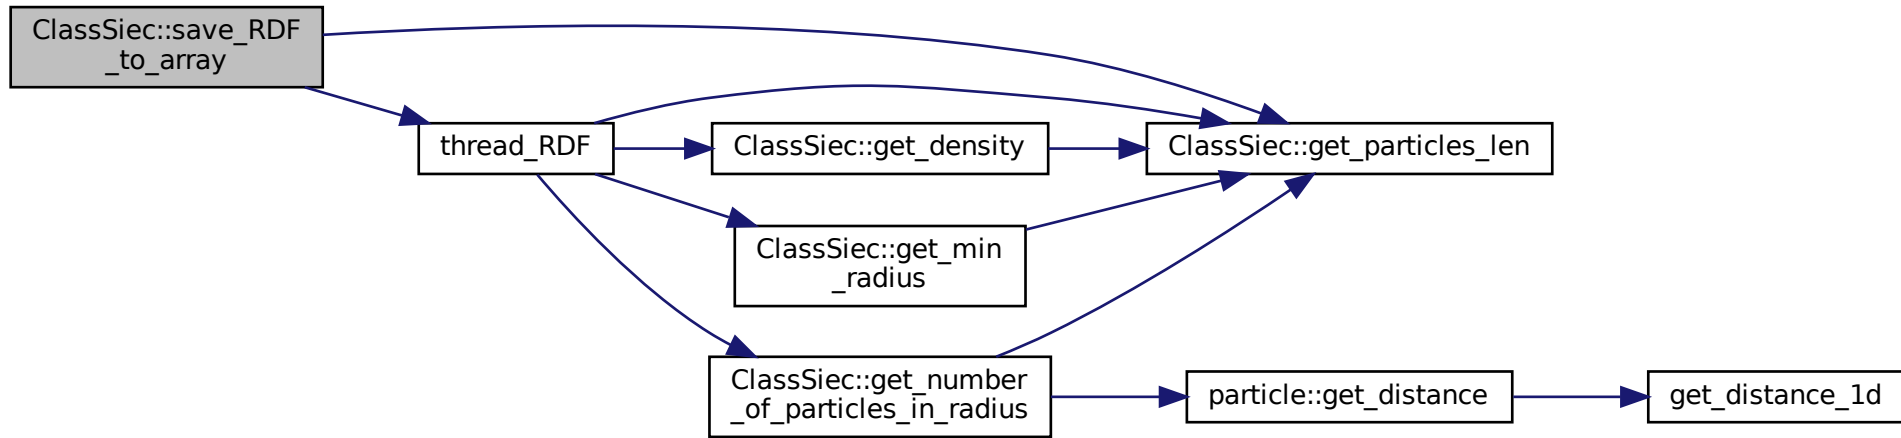 ClassSiec::save_RDF
_to_array
thread_RDF
ClassSiec::get_density
ClassSiec::get_particles_len
ClassSiec::get_min
_radius
ClassSiec::get_number
_of_particles_in_radius
particle::get_distance
get_distance_1d